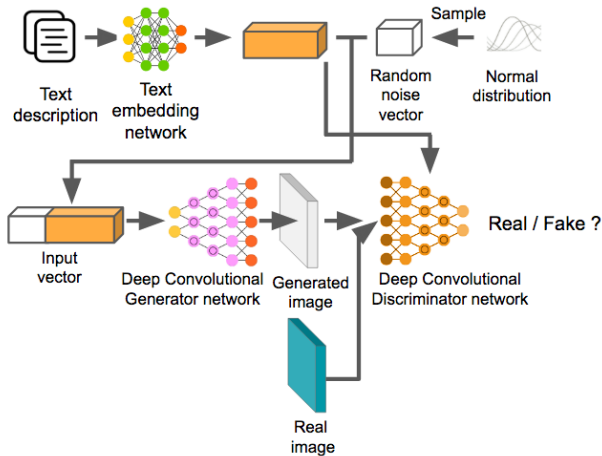 Sample
Text
description
Text
embedding
network
Random
noise
vector
Normal
distribution
Input
vector
Deep Convolutional
Generator network
Generated
image
Deep Convolutional
Discriminator network
Real / Fake ?
Real
image